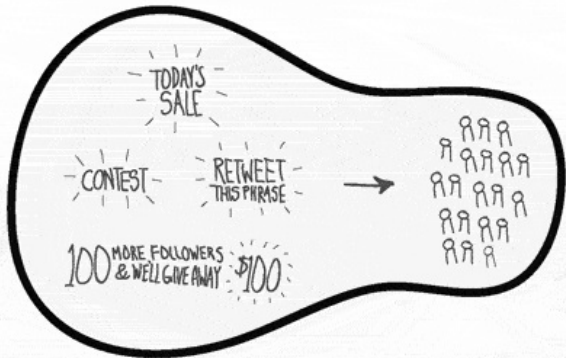 TODAY'S
SALE
CONTEST
RETWEET
THIS PHRASE
100 MORE FOLLOWERS
& WE'LL GIVE AWAY $100